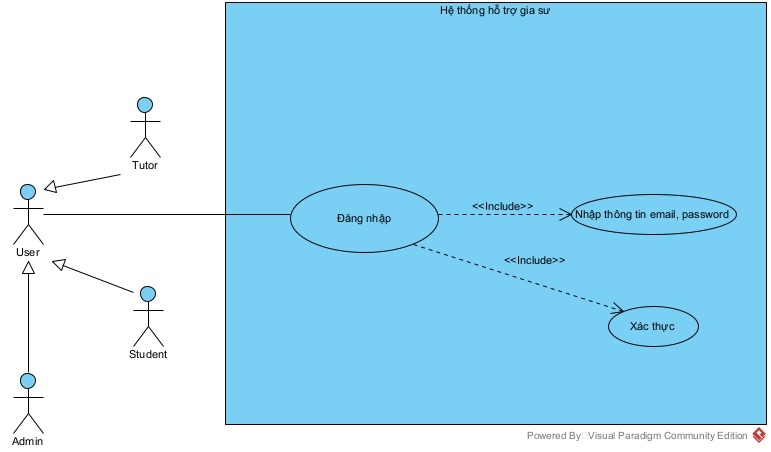 Hệ thống hỗ trợ gia sư
Tutor
User
Đăng nhập
<<Include>>
Nhập thông tin email, password
<<Include>>
Xác thực
Student
Admin
Powered By Visual Paradigm Community Edition